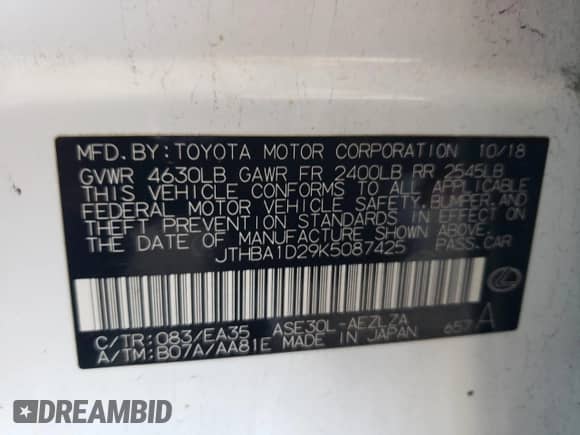 MFD.BY:TOYOTA MOTOR CORPORATION 10/18
GVWR 4630LB GAWR FR 2400LB RR 2545LB
THIS VEHICLE CONFORMS TO ALL APPLICABLE
FEDERAL MOTOR VEHICLE SAFETY,BUMPER,AND
THEFT PREVENTION STANDARDS IN EFFECT ON
THE DATE OF MANUFACTURE SHOWN ABOVE.
JTHBA1D29K5087425 PASS.CAR
C/TR:083/EA35 ASE30L-AEZLZA 657 A
A/TM:B07A/AA81E MADE IN JAPAN
DREAMBID